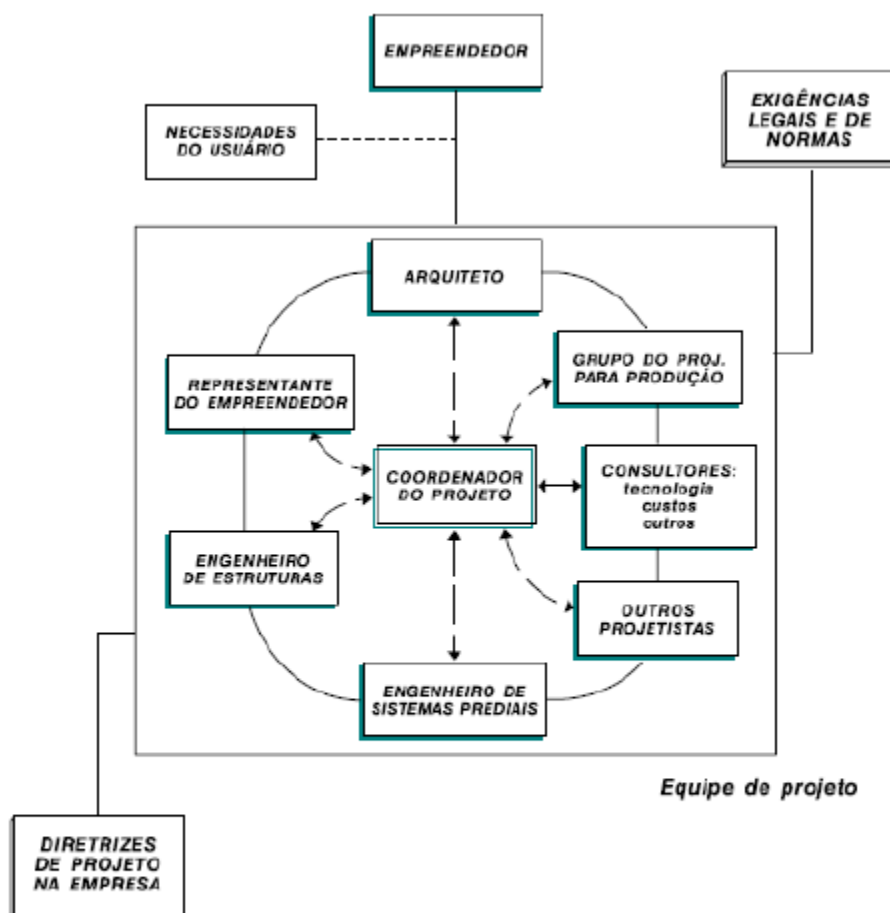 EMPREENDEDOR
NECESSIDADES
DO USUÁRIO
EXIGÊNCIAS
LEGAIS E DE
NORMAS
ARQUITETO
GRUPO DO PROJ.
PARA PRODUÇÃO
REPRESENTANTE
DO EMPREENDEDOR
COORDENADOR
DO PROJETO
CONSULTORES:
tecnologia
custos
outros
ENGENHEIRO
DE ESTRUTURAS
OUTROS
PROJETISTAS
ENGENHEIRO DE
SISTEMAS PREDIAIS
Equipe de projeto
DIRETRIZES
DE PROJETO
NA EMPRESA